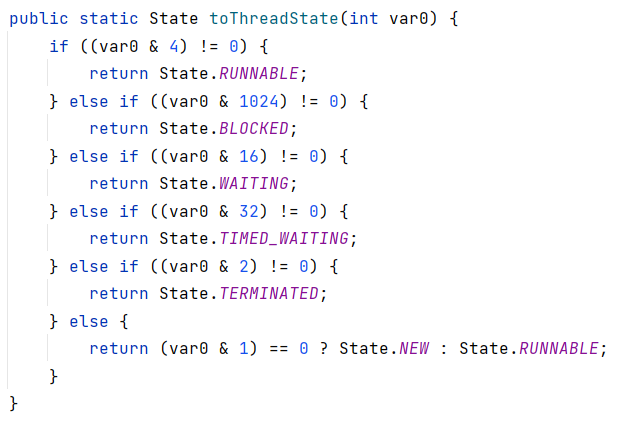 public static State toThreadState(int var0) {
    if ((var0 & 4) != 0) {
        return State.RUNNABLE;
    } else if ((var0 & 1024) != 0) {
        return State.BLOCKED;
    } else if ((var0 & 16) != 0) {
        return State.WAITING;
    } else if ((var0 & 32) != 0) {
        return State.TIMED_WAITING;
    } else if ((var0 & 2) != 0) {
        return State.TERMINATED;
    } else {
        return (var0 & 1) == 0 ? State.NEW : State.RUNNABLE;
    }
}